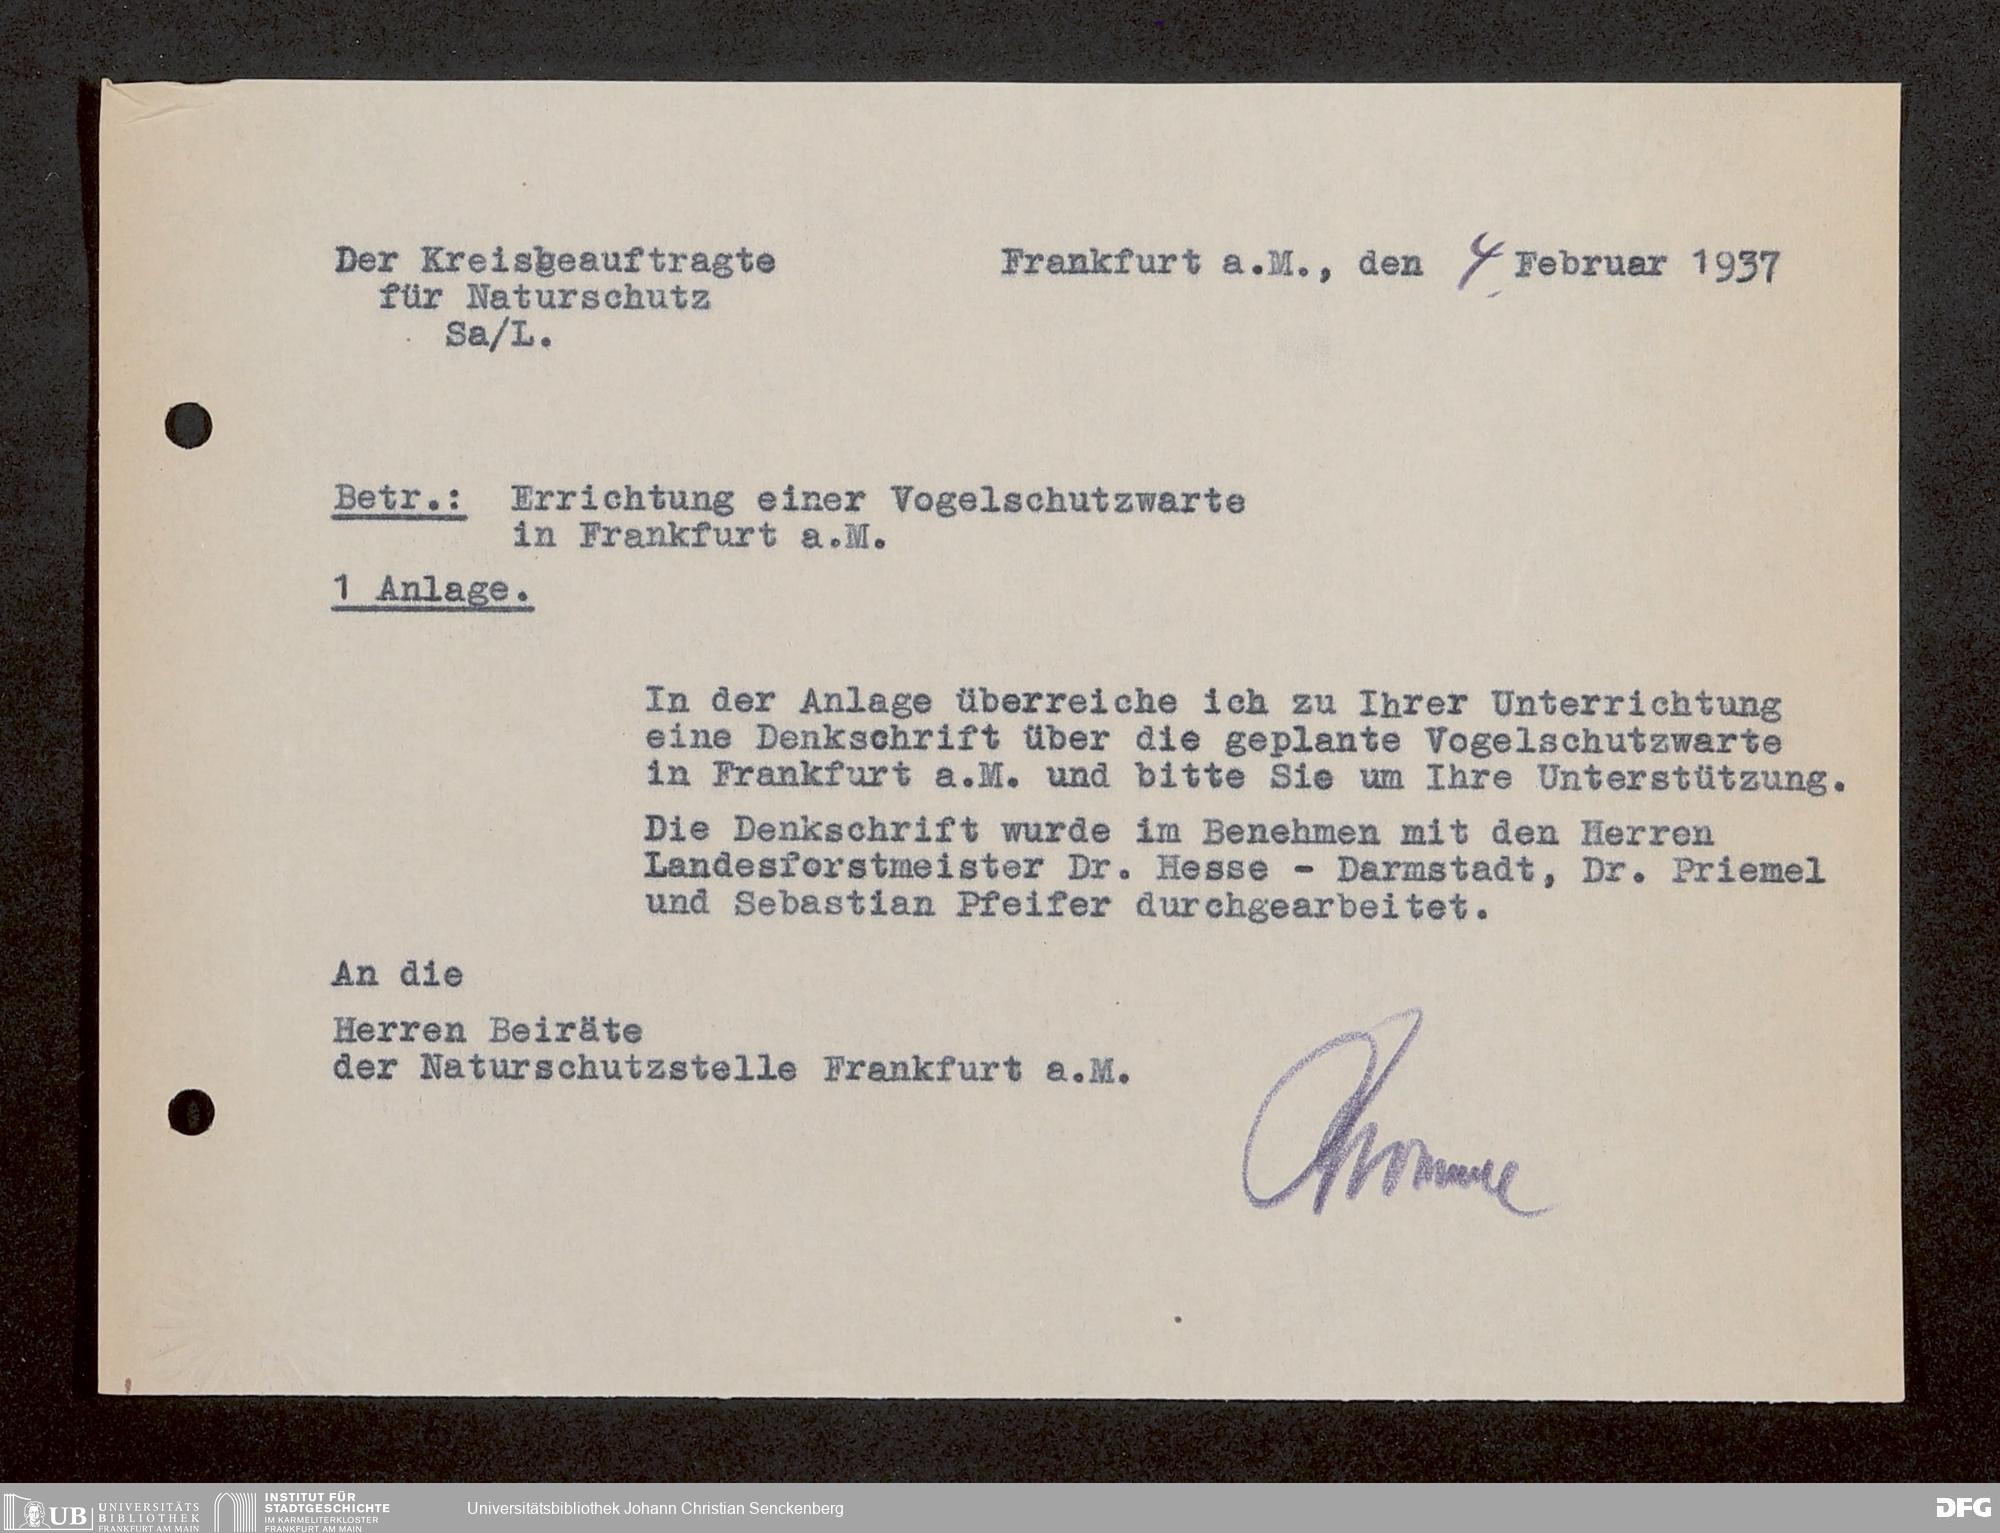 Der Kreisbeauftragte
für Naturschutz
Sa/L.
Frankfurt a.M., den 4. Februar 1937
Betr.: Errichtung einer Vogelschutzwarte
in Frankfurt a.M.
1 Anlage.
In der Anlage überreiche ich zu Ihrer Unterrichtung
eine Denkschrift über die geplante Vogelschutzwarte
in Frankfurt a.M. und bitte Sie um Ihre Unterstützung.
Die Denkschrift wurde im Benehmen mit den Herren
Landesforstmeister Dr. Hesse - Darmstadt, Dr. Priemel
und Sebastian Pfeifer durchgearbeitet.
An die
Herren Beiräte
der Naturschutzstelle Frankfurt a.M.
UB UNIVERSITÄTS
BIBLIOTHEK
FRANKFURT AM MAIN
INSTITUT FÜR
STADTGESCHICHTE
IM KARMELITERKLOSTER
FRANKFURT AM MAIN
Universitätsbibliothek Johann Christian Senckenberg
DFG